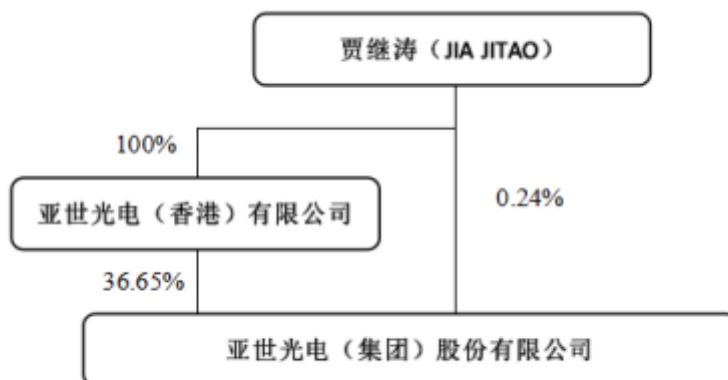 贾继涛（JIA JITAO）
100%
0.24%
亚世光电（香港）有限公司
36.65%
亚世光电（集团）股份有限公司